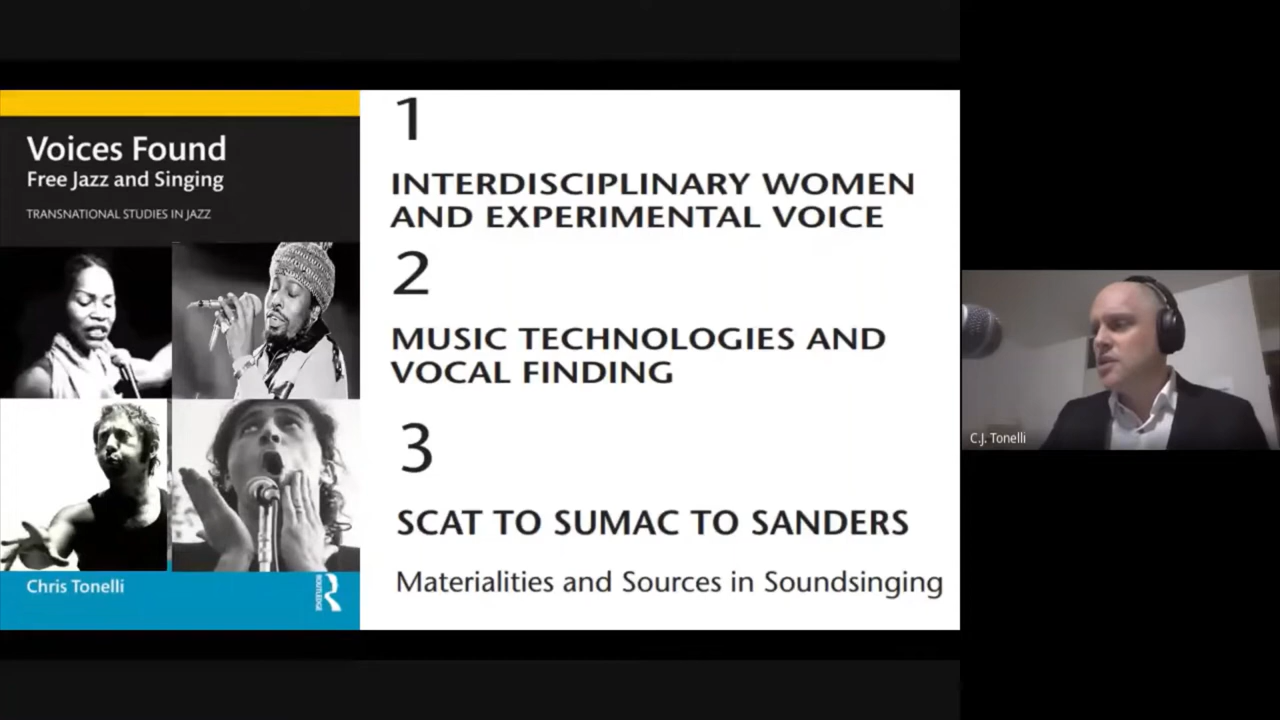 Voices Found
Free Jazz and Singing
TRANSNATIONAL STUDIES IN JAZZ
Chris Tonelli
ROUTLEDGE
1
INTERDISCIPLINARY WOMEN
AND EXPERIMENTAL VOICE
2
MUSIC TECHNOLOGIES AND
VOCAL FINDING
3
SCAT TO SUMAC TO SANDERS
Materialities and Sources in Soundsinging
C.J. Tonelli